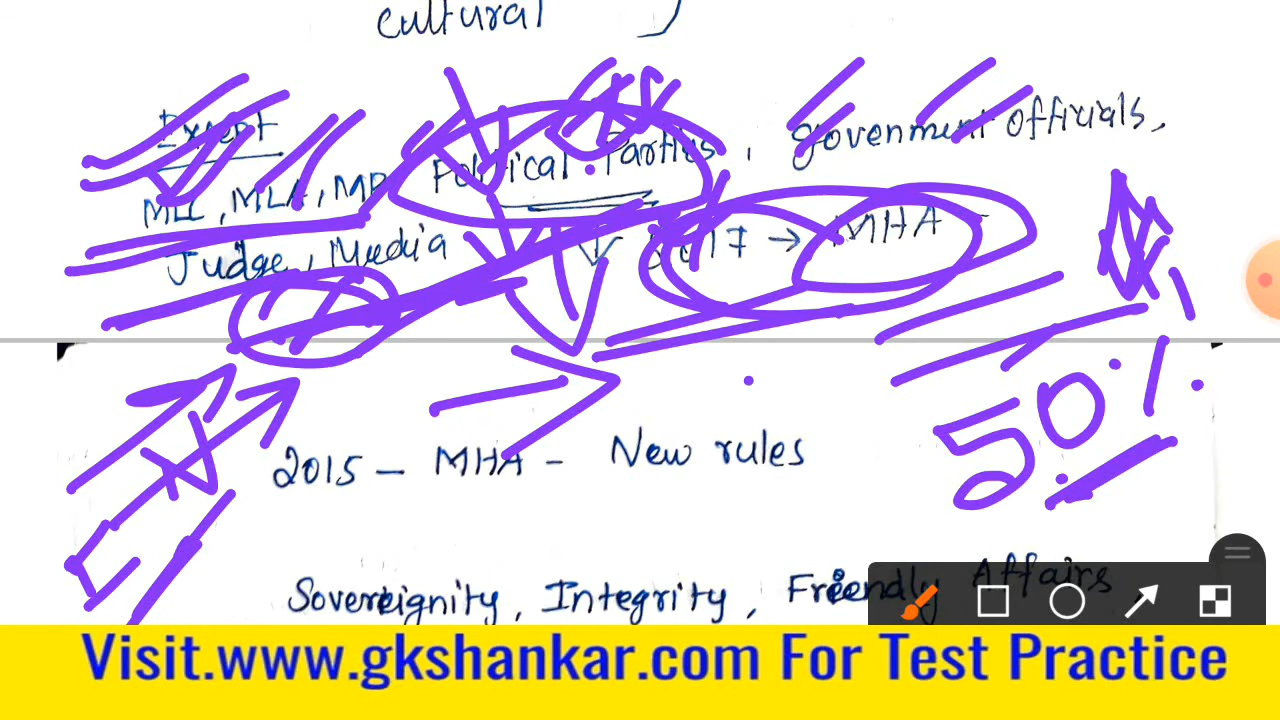 cultural
Except
MLC, MLA, MP, Political Parties, govenment officials,
Judge, Media 2017 → MHA -
50%
2015 - MHA - New rules
Sovereignity, Integrity, Friendly Affairs
Visit.www.gkshankar.com For Test Practice